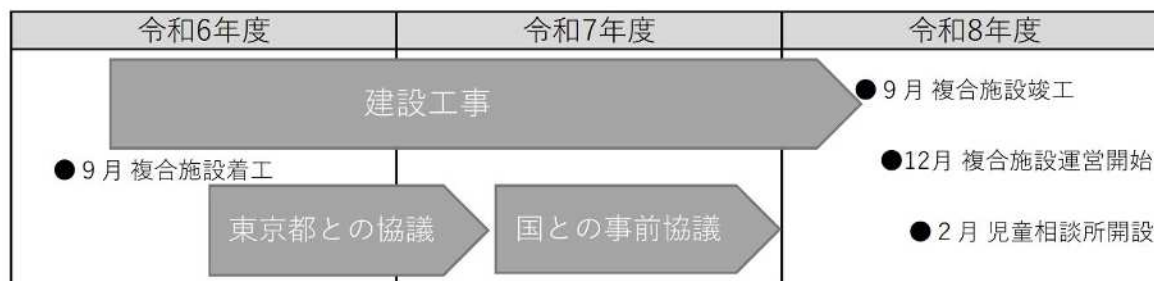 令和6年度 令和7年度 令和8年度
建設工事
●9月 複合施設竣工
●9月 複合施設着工
●12月 複合施設運営開始
東京都との協議 国との事前協議
●2月 児童相談所開設